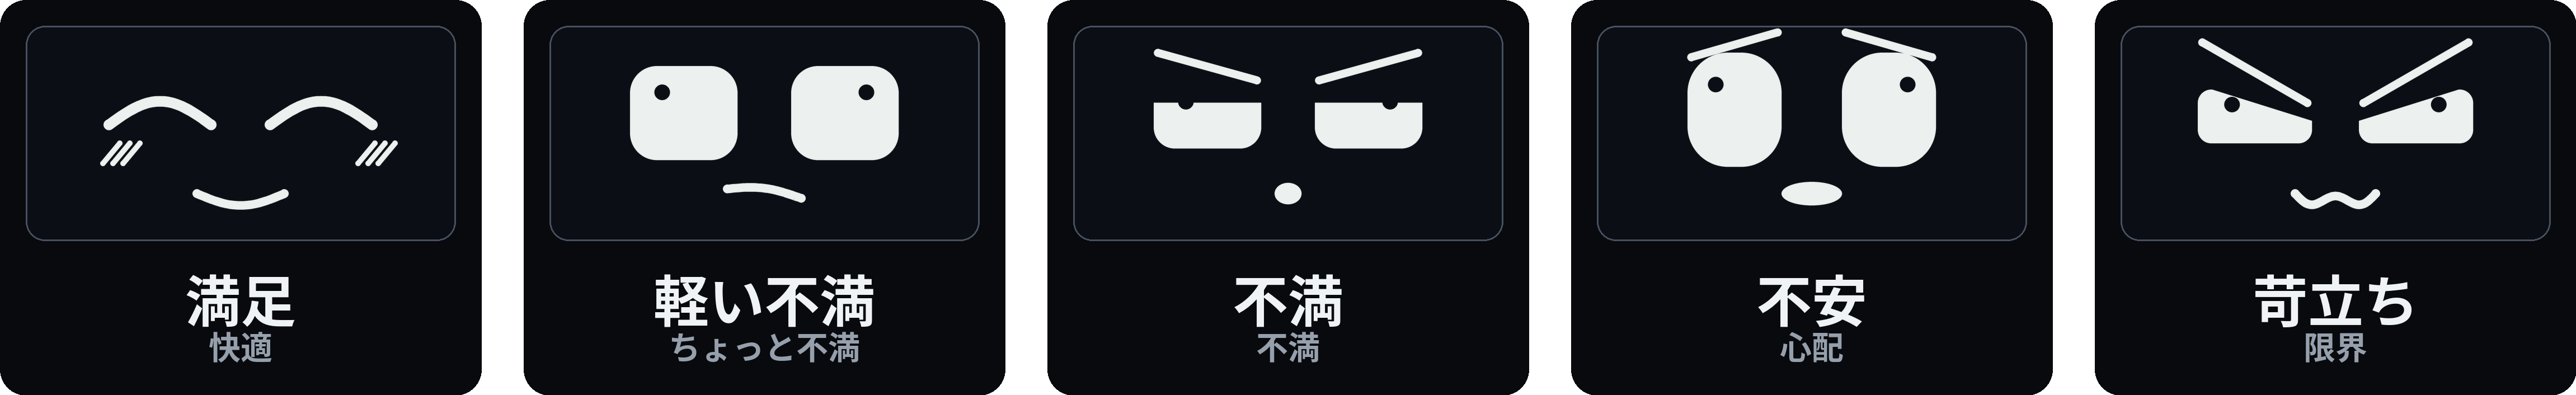 満足
快適
軽い不満
ちょっと不満
不満
不満
不安
心配
苛立ち
限界